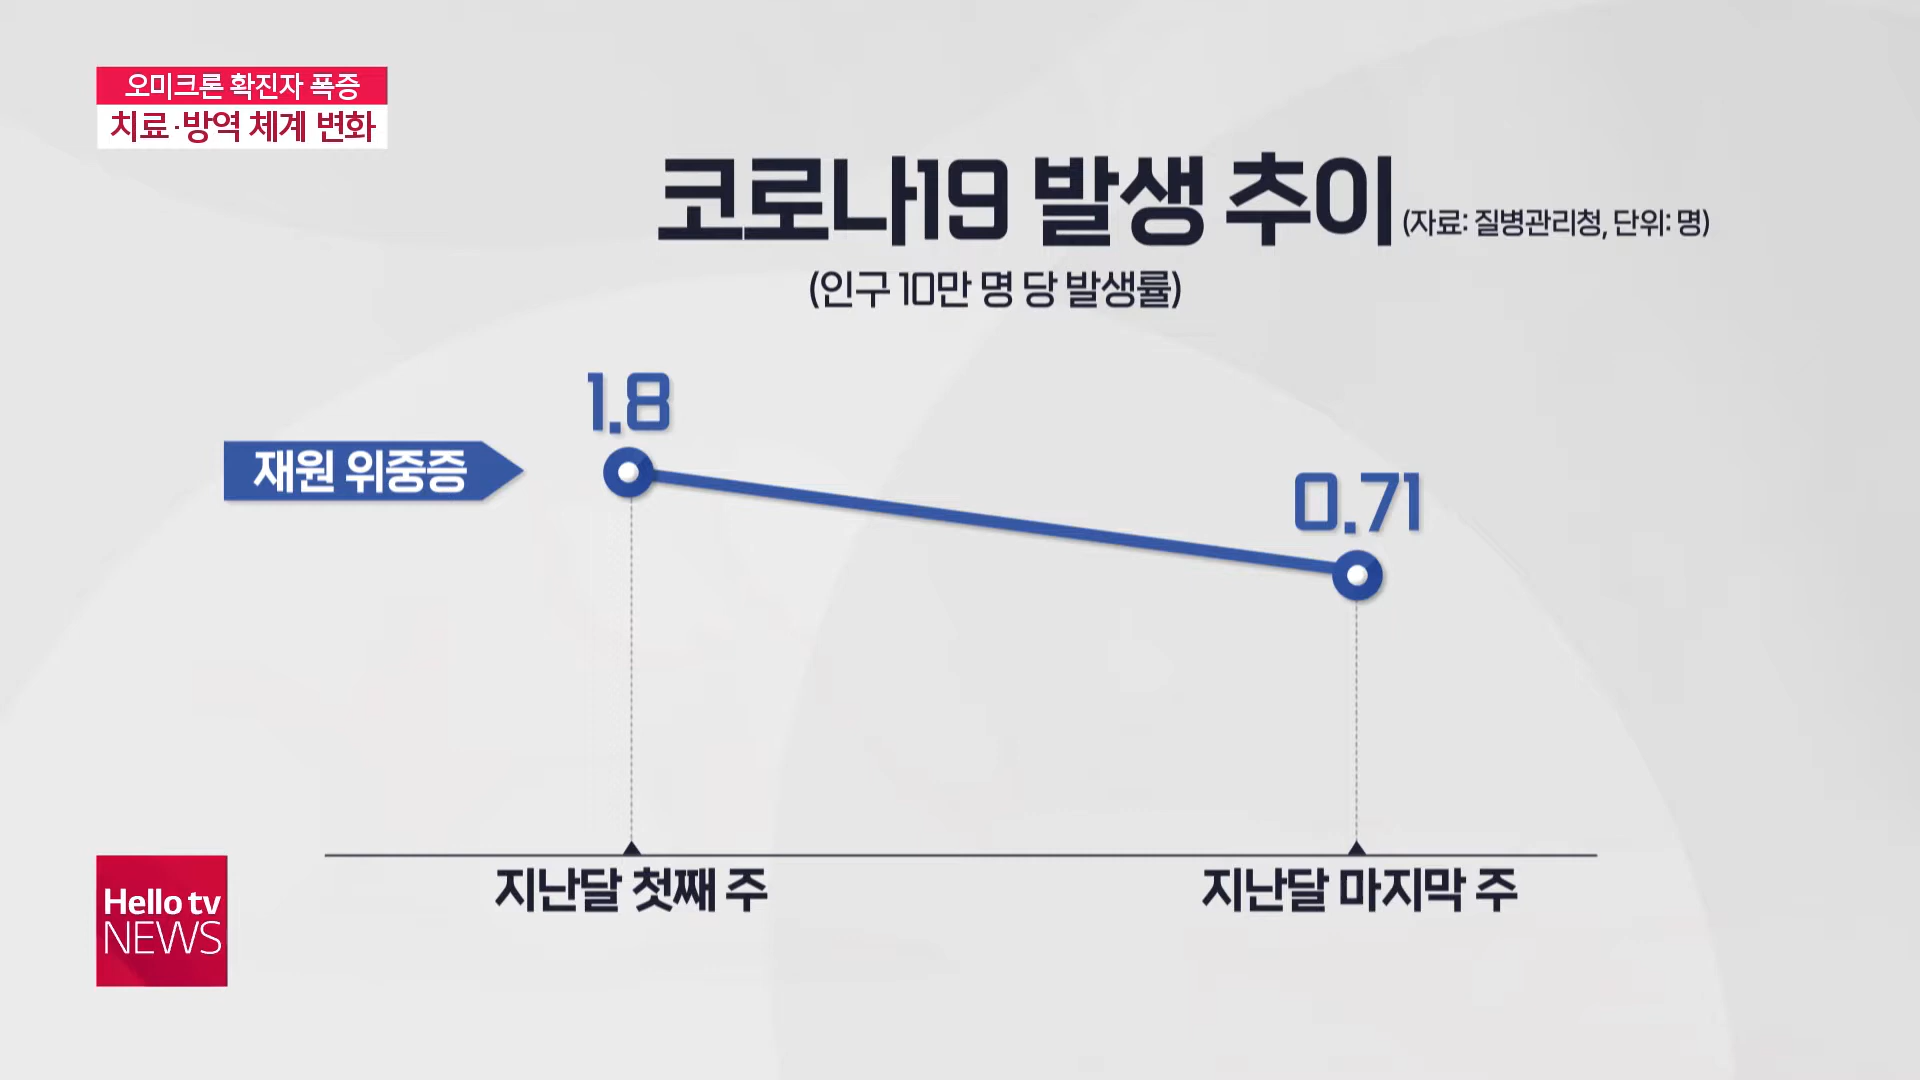 오미크론 확진자 폭증
치료·방역 체계 변화
코로나19 발생 추이 (자료: 질병관리청, 단위: 명)
(인구 10만 명 당 발생률)
1.8
재원 위중증
0.71
지난달 첫째 주
지난달 마지막 주
Hello tv
NEWS